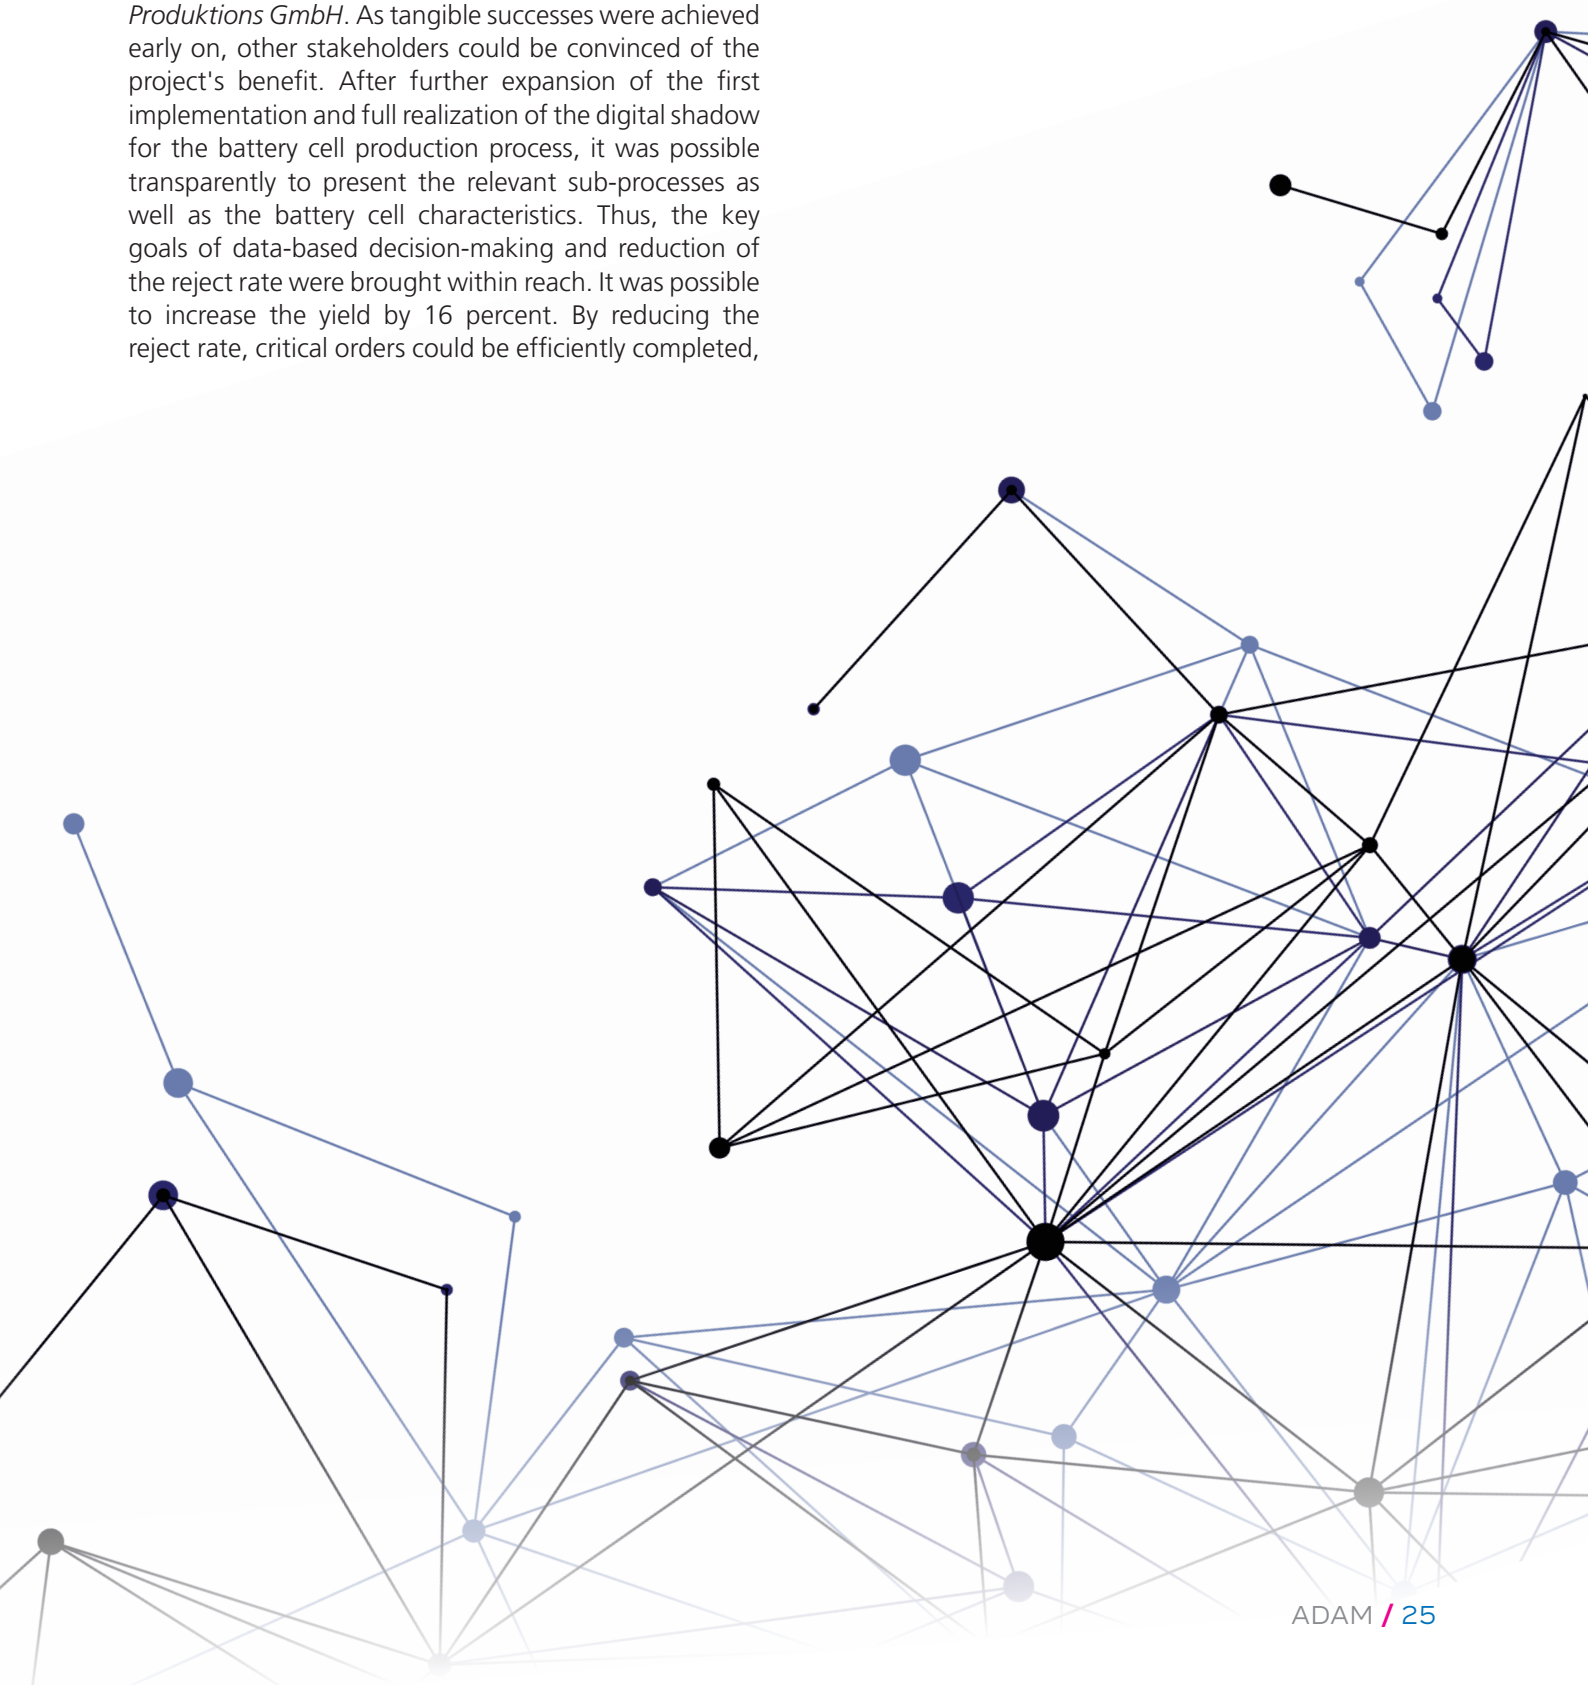 Produktions GmbH. As tangible successes were achieved
early on, other stakeholders could be convinced of the
project's benefit. After further expansion of the first
implementation and full realization of the digital shadow
for the battery cell production process, it was possible
transparently to present the relevant sub-processes as
well as the battery cell characteristics. Thus, the key
goals of data-based decision-making and reduction of
the reject rate were brought within reach. It was possible
to increase the yield by 16 percent. By reducing the
reject rate, critical orders could be efficiently completed,
ADAM / 25